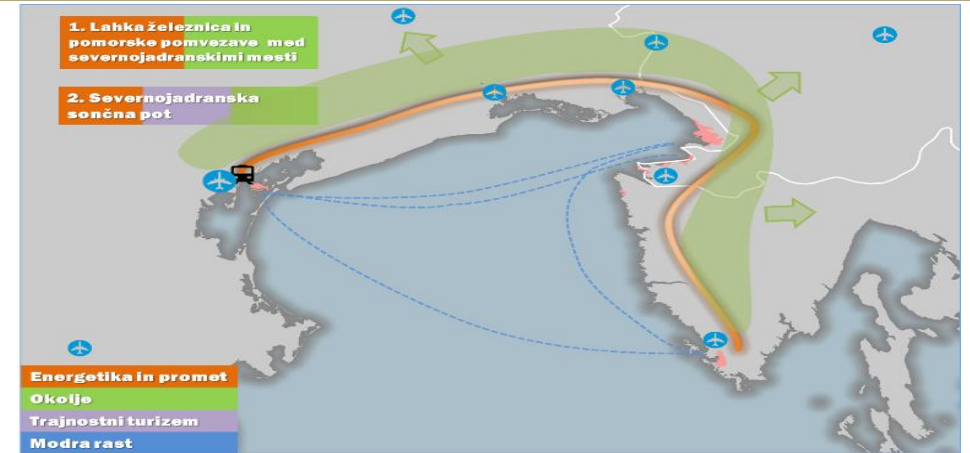 1. Lahka železnica in
pomorske pomvezave med
severnojadranskimi mesti
2. Severnojadranska
sončna pot
Energetika in promet
Okolje
Trajnostni turizem
Modra rast